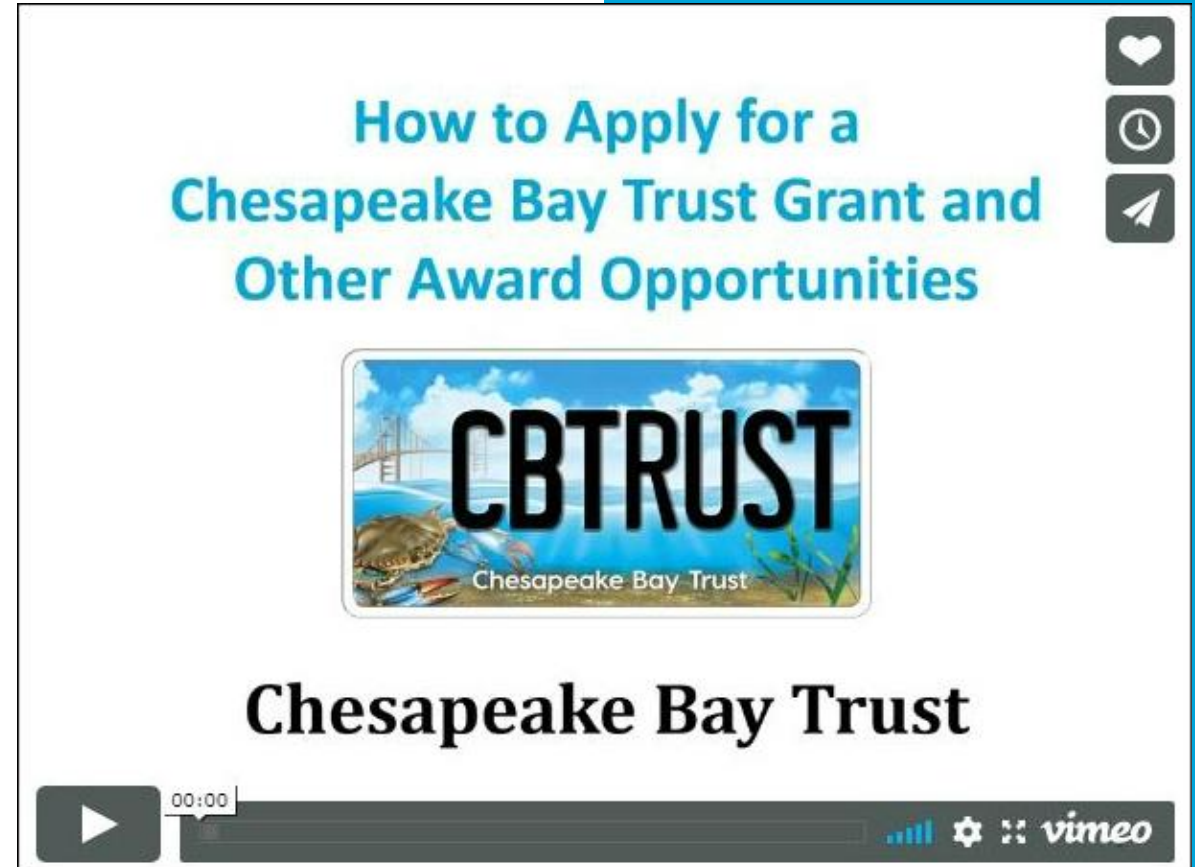 How to Apply for a
Chesapeake Bay Trust Grant and
Other Award Opportunities
CBTRUST
Chesapeake Bay Trust
Chesapeake Bay Trust
00:00
vimeo